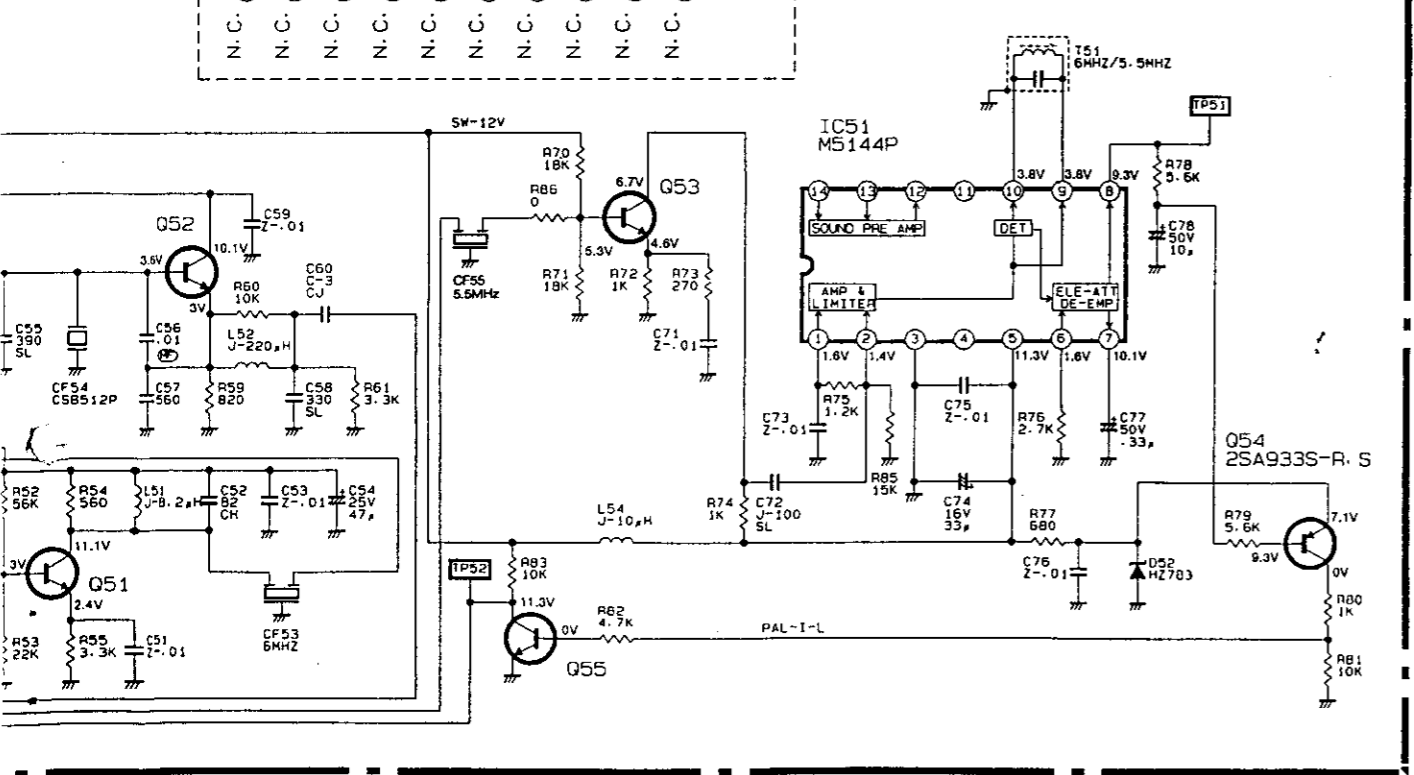 N.C. N.C. N.C. N.C. N.C. N.C. N.C. N.C. N.C. N.C.
T51
6MHZ/5.5MHZ
TP51
IC51
M5144P
SW-12V
R70
18K
R86
0
6.7V
Q53
5.3V
4.6V
CF55
5.5MHz
R71
18K
R72
1K
R73
270
C71
Z-.01
3.8V
3.8V
9.3V
14
13
12
11
10
9
8
SOUND PRE AMP
DET
AMP &
LIMITER
ELE-ATT
DE-EMP
1
2
3
4
5
6
7
1.6V
1.4V
11.3V
1.6V
10.1V
R78
5.6K
C78
50V
10μ
Q52
3.6V
10.1V
3V
C59
Z-.01
R60
10K
C60
C-3
CJ
L52
J-220μH
C55
390
SL
CF54
CSB512P
C56
.01
MF
C57
560
R59
820
C58
330
SL
R61
3.3K
R75
1.2K
C73
Z-.01
R85
15K
C75
Z-.01
C74
16V
33μ
R76
2.7K
C77
50V
.33μ
Q54
2SA933S-R.S
R52
56K
R54
560
L51
J-8.2μH
C52
82
CH
C53
Z-.01
C54
25V
47μ
11.1V
3V
Q51
2.4V
CF53
6MHZ
R53
22K
R55
3.3K
C51
Z-.01
L54
J-10μH
R74
1K
C72
J-100
SL
R77
680
C76
Z-.01
D52
HZ7B3
R79
5.6K
9.3V
7.1V
0V
R80
1K
R81
10K
TP52
R83
10K
11.3V
0V
Q55
R82
4.7K
PAL-I-L